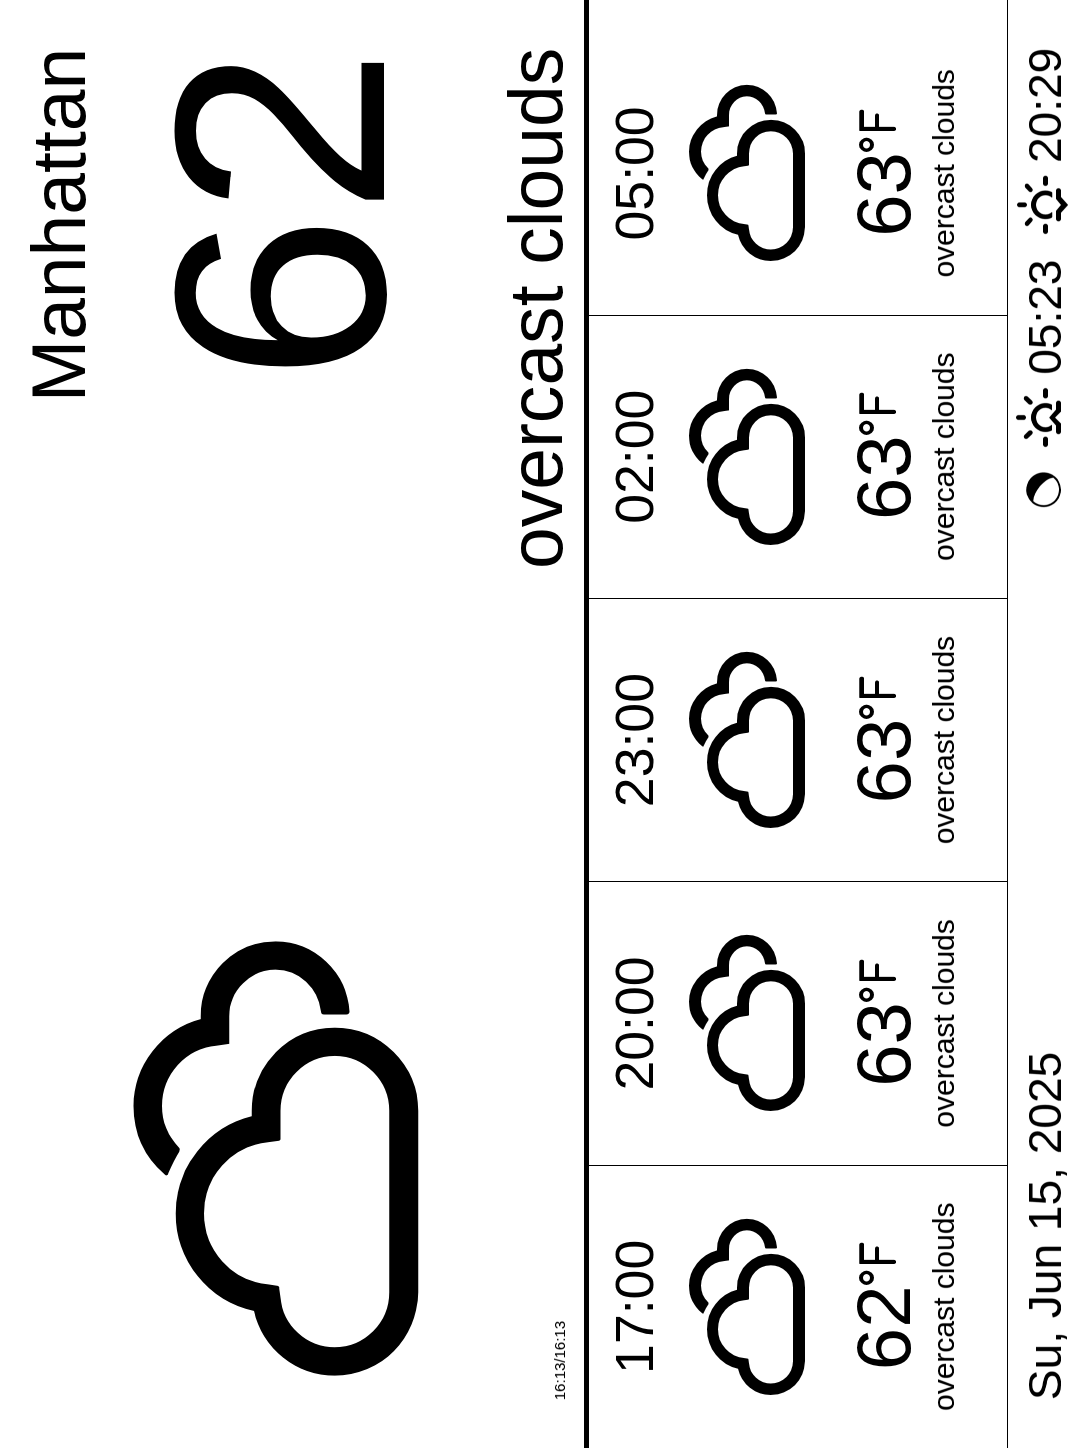 Manhattan
62
overcast clouds
16:13/16:13
17:00
62°F
overcast clouds
20:00
63°F
overcast clouds
23:00
63°F
overcast clouds
02:00
63°F
overcast clouds
05:00
63°F
overcast clouds
Su, Jun 15, 2025
05:23
20:29